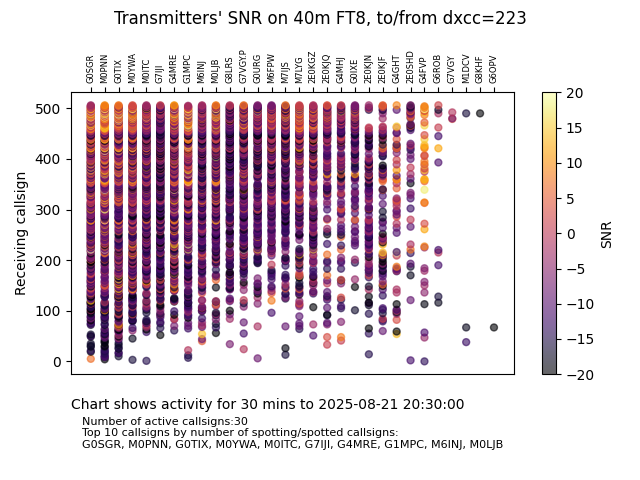 Transmitters' SNR on 40m FT8, to/from dxcc=223
G0SGR M0PNN G0TIX M0YWA M0ITC G7IJI G4MRE G1MPC M6INJ M0LJB G8LRS G7VGY.P G0URG M6FPW M7IJS M7LYG 2E0KGZ 2E0KJQ G4MHJ G0IXE 2E0KJN 2E0KJF G4GHT 2E0SHD G4FVP G6ROB G7VGY M1DCV G8KHF G6OPV
500
400
300
200
100
0
Receiving callsign
20
15
10
5
0
−5
−10
−15
−20
SNR
Chart shows activity for 30 mins to 2025-08-21 20:30:00
Number of active callsigns:30
Top 10 callsigns by number of spotting/spotted callsigns:
G0SGR, M0PNN, G0TIX, M0YWA, M0ITC, G7IJI, G4MRE, G1MPC, M6INJ, M0LJB